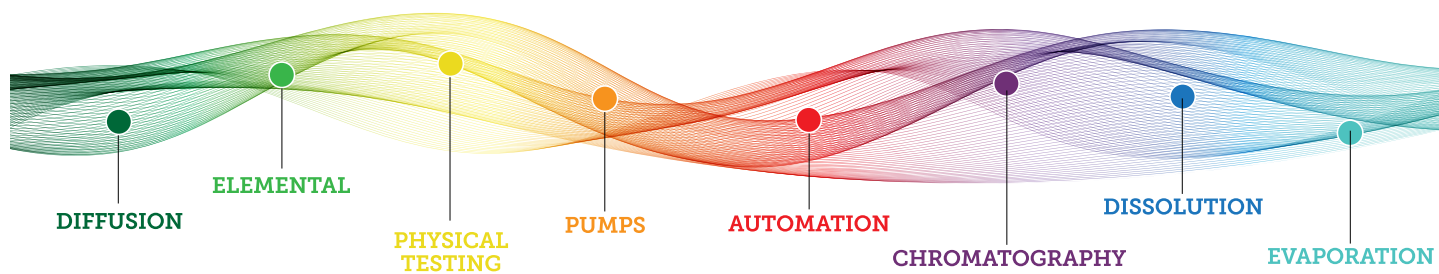 DIFFUSION
ELEMENTAL
PHYSICAL
TESTING
PUMPS
AUTOMATION
CHROMATOGRAPHY
DISSOLUTION
EVAPORATION